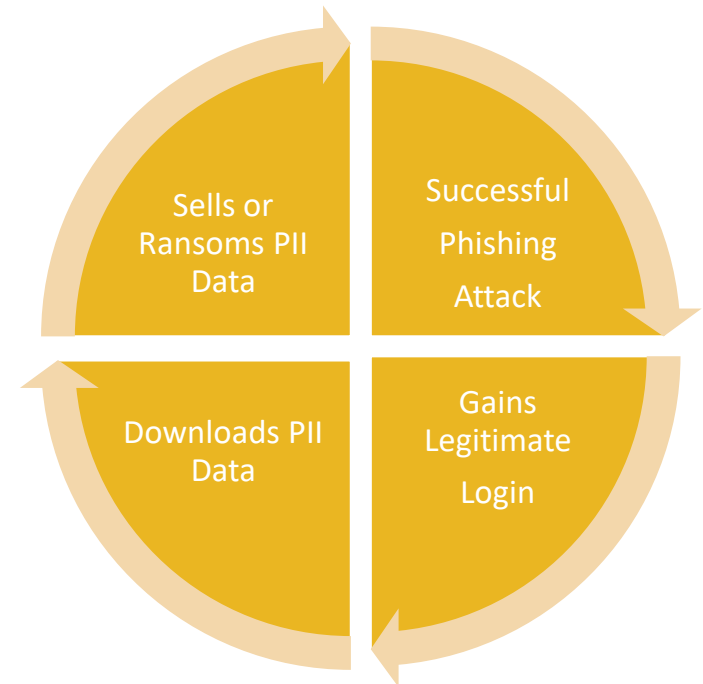 Sells or
Ransoms PII
Data
Successful
Phishing
Attack
Downloads PII
Data
Gains
Legitimate
Login